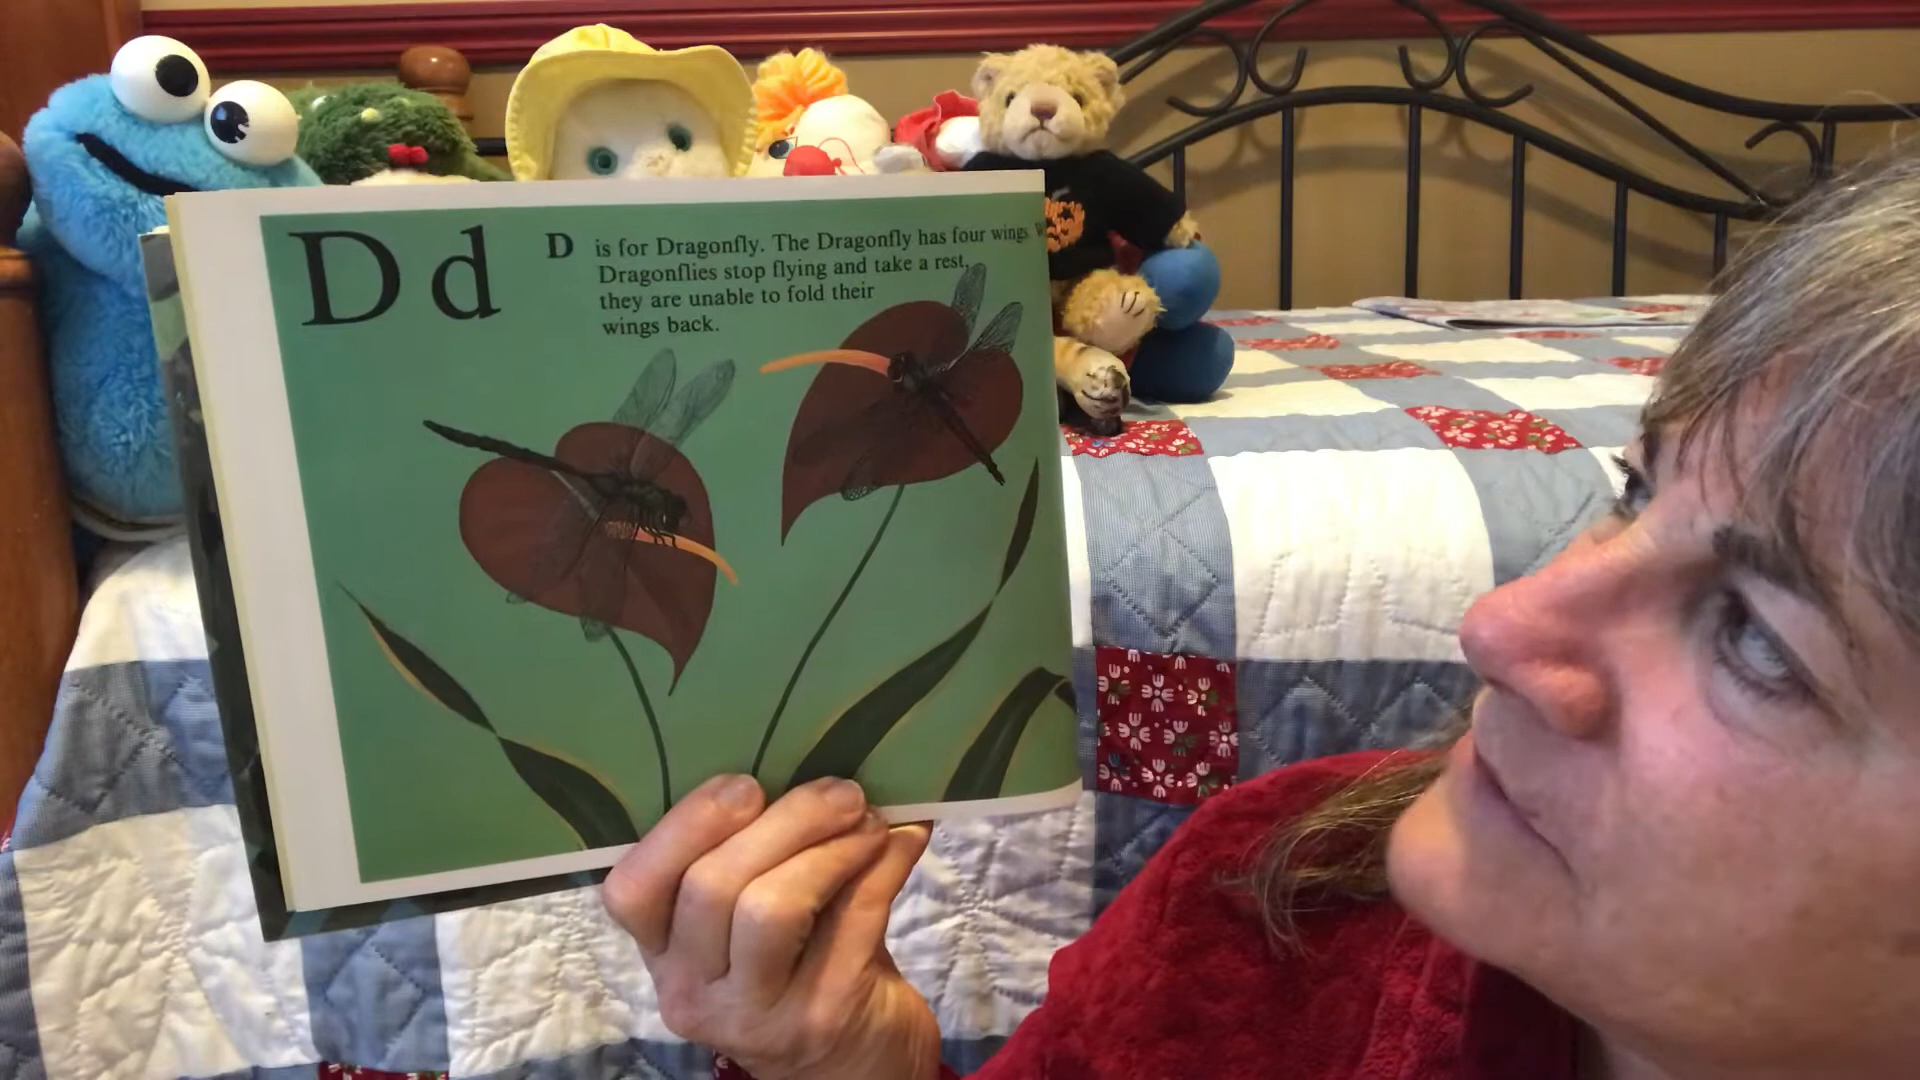 Dd
D is for Dragonfly. The Dragonfly has four wings.
Dragonflies stop flying and take a rest,
they are unable to fold their
wings back.